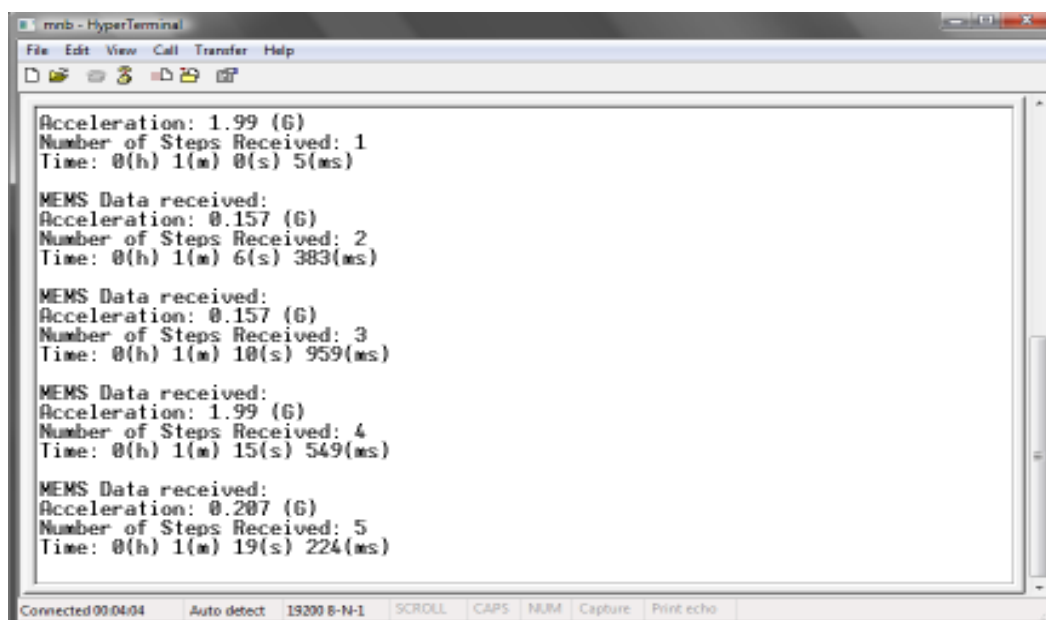 mnb - HyperTerminal
File Edit View Call Transfer Help
Acceleration: 1.99 (G)
Number of Steps Received: 1
Time: 0(h) 1(m) 0(s) 5(ms)
MEMS Data received:
Acceleration: 0.157 (G)
Number of Steps Received: 2
Time: 0(h) 1(m) 6(s) 383(ms)
MEMS Data received:
Acceleration: 0.157 (G)
Number of Steps Received: 3
Time: 0(h) 1(m) 10(s) 959(ms)
MEMS Data received:
Acceleration: 1.99 (G)
Number of Steps Received: 4
Time: 0(h) 1(m) 15(s) 549(ms)
MEMS Data received:
Acceleration: 0.207 (G)
Number of Steps Received: 5
Time: 0(h) 1(m) 19(s) 224(ms)
Connected 00:04:04 Auto detect 19200 8-N-1 SCROLL CAPS NUM Capture Print echo